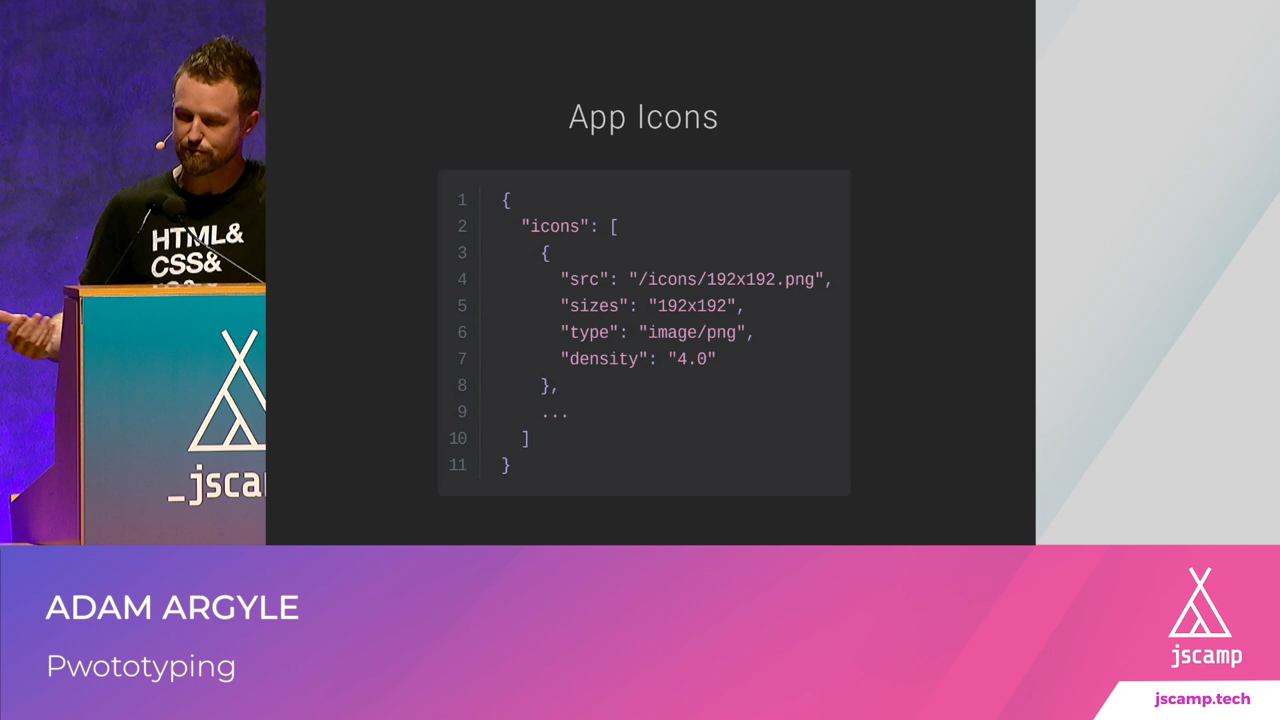 HTML&
CSS&
_jsca
App Icons
1 {
2 "icons": [
3 {
4 "src": "/icons/192x192.png",
5 "sizes": "192x192",
6 "type": "image/png",
7 "density": "4.0"
8 },
9 ...
10 ]
11 }
ADAM ARGYLE
Pwototyping
jscamp
jscamp.tech